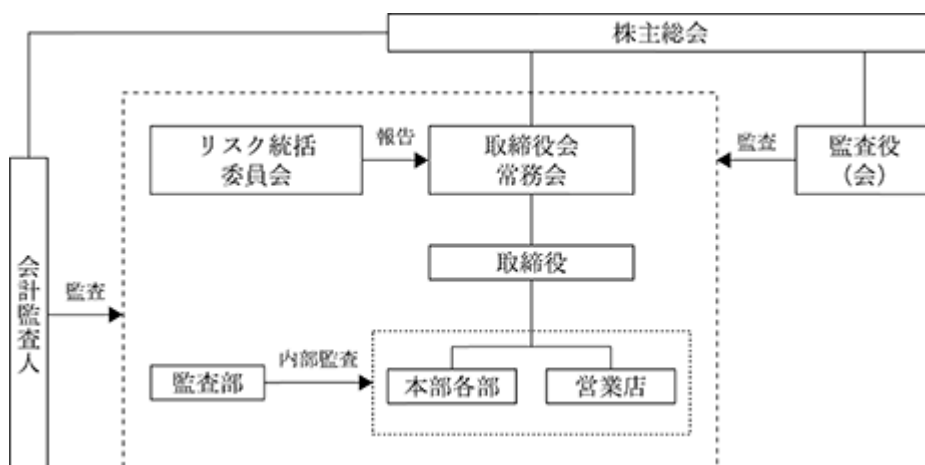 株主総会
リスク統括
委員会
報告
取締役会
常務会
監査
監査役
（会）
取締役
会計監査人
監査
監査部
内部監査
本部各部
営業店